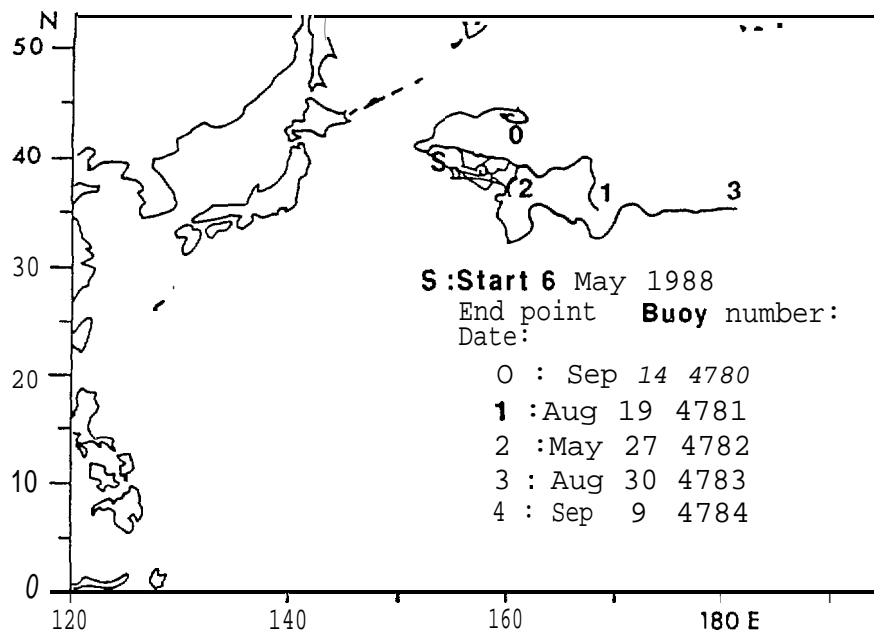 N
50
40
30
20
10
0
120 140 160 180 E
0
S
2 1 3
S :Start 6 May 1988
End point Buoy number:
Date:
O : Sep 14 4780
1 :Aug 19 4781
2 :May 27 4782
3 : Aug 30 4783
4 : Sep 9 4784